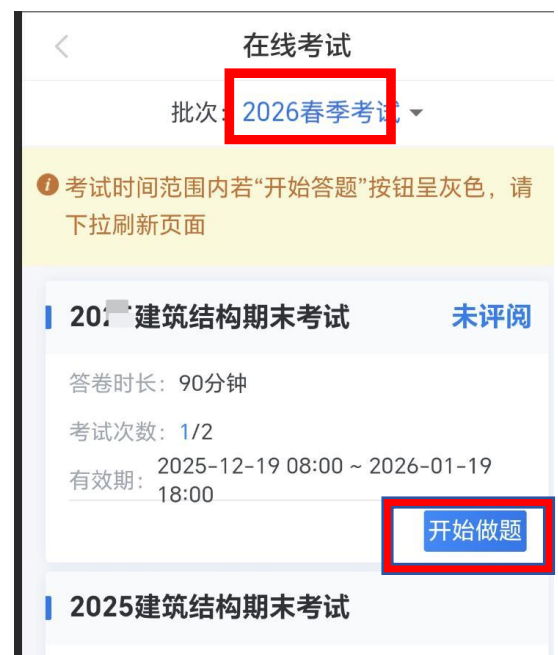 在线考试
批次: 2026春季考试
考试时间范围内若“开始答题”按钮呈灰色，请
下拉刷新页面
建筑结构期末考试 未评阅
答卷时长：90分钟
考试次数：1/2
有效期：2025-12-19 08:00 ~ 2026-01-19
18:00
开始做题
2025建筑结构期末考试